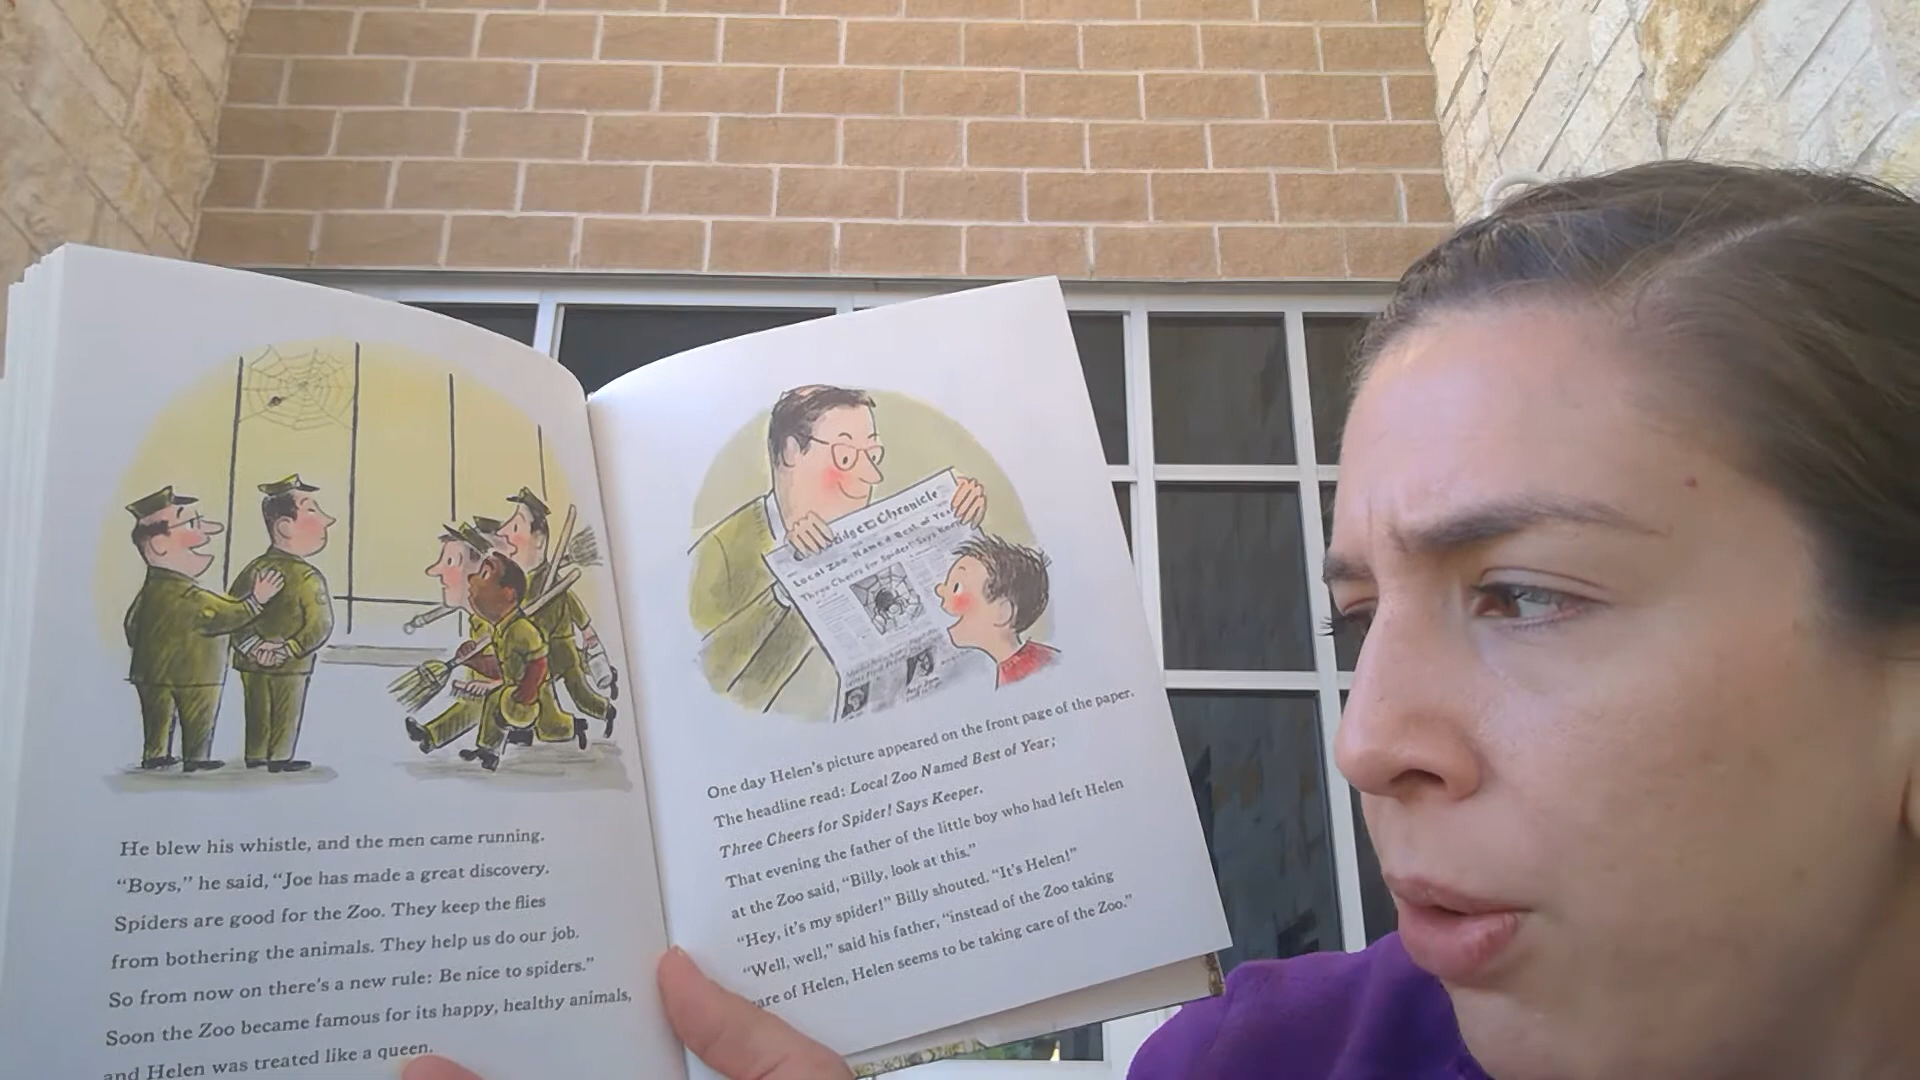 He blew his whistle, and the men came running.
“Boys,” he said, “Joe has made a great discovery.
Spiders are good for the Zoo. They keep the flies
from bothering the animals. They help us do our job.
So from now on there’s a new rule: Be nice to spiders.”
Soon the Zoo became famous for its happy, healthy animals,
and Helen was treated like a queen.
Chronicle
Local Zoo Named Best of Year
Three Cheers for Spider! Says Keeper
One day Helen’s picture appeared on the front page of the paper.
The headline read: Local Zoo Named Best of Year;
Three Cheers for Spider! Says Keeper.
That evening the father of the little boy who had left Helen
at the Zoo said, “Billy, look at this.”
“Hey, it’s my spider!” Billy shouted. “It’s Helen!”
“Well, well,” said his father, “instead of the Zoo taking
care of Helen, Helen seems to be taking care of the Zoo.”